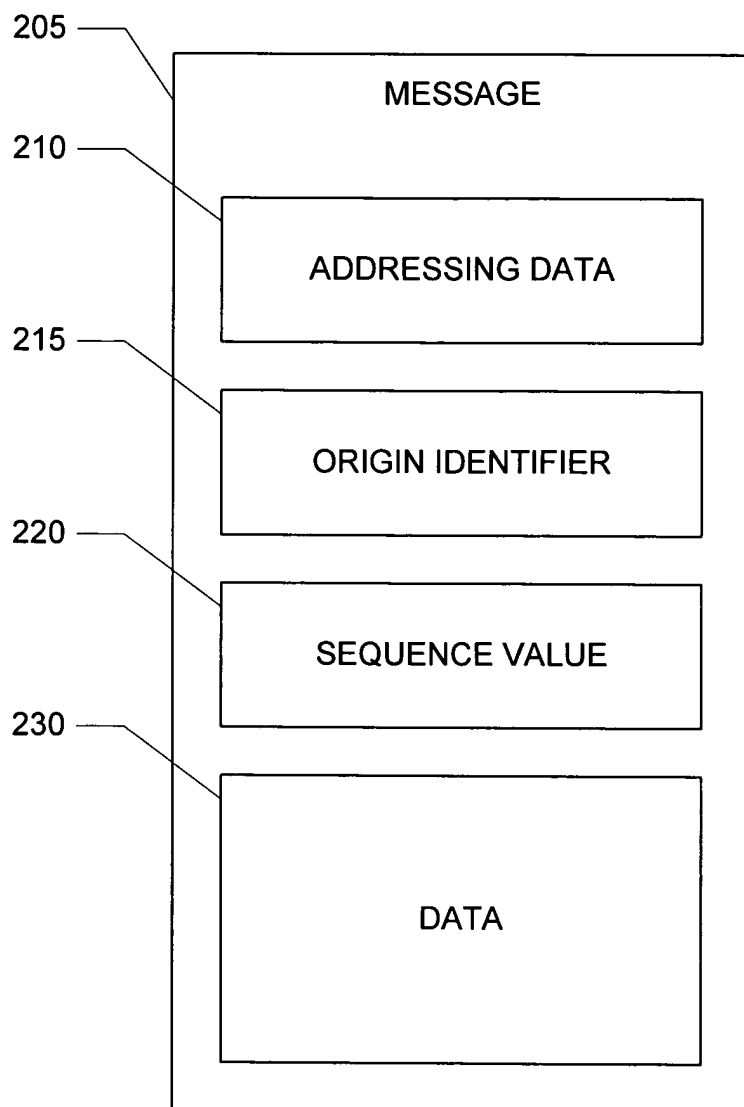 205
MESSAGE
210
ADDRESSING DATA
215
ORIGIN IDENTIFIER
220
SEQUENCE VALUE
230
DATA